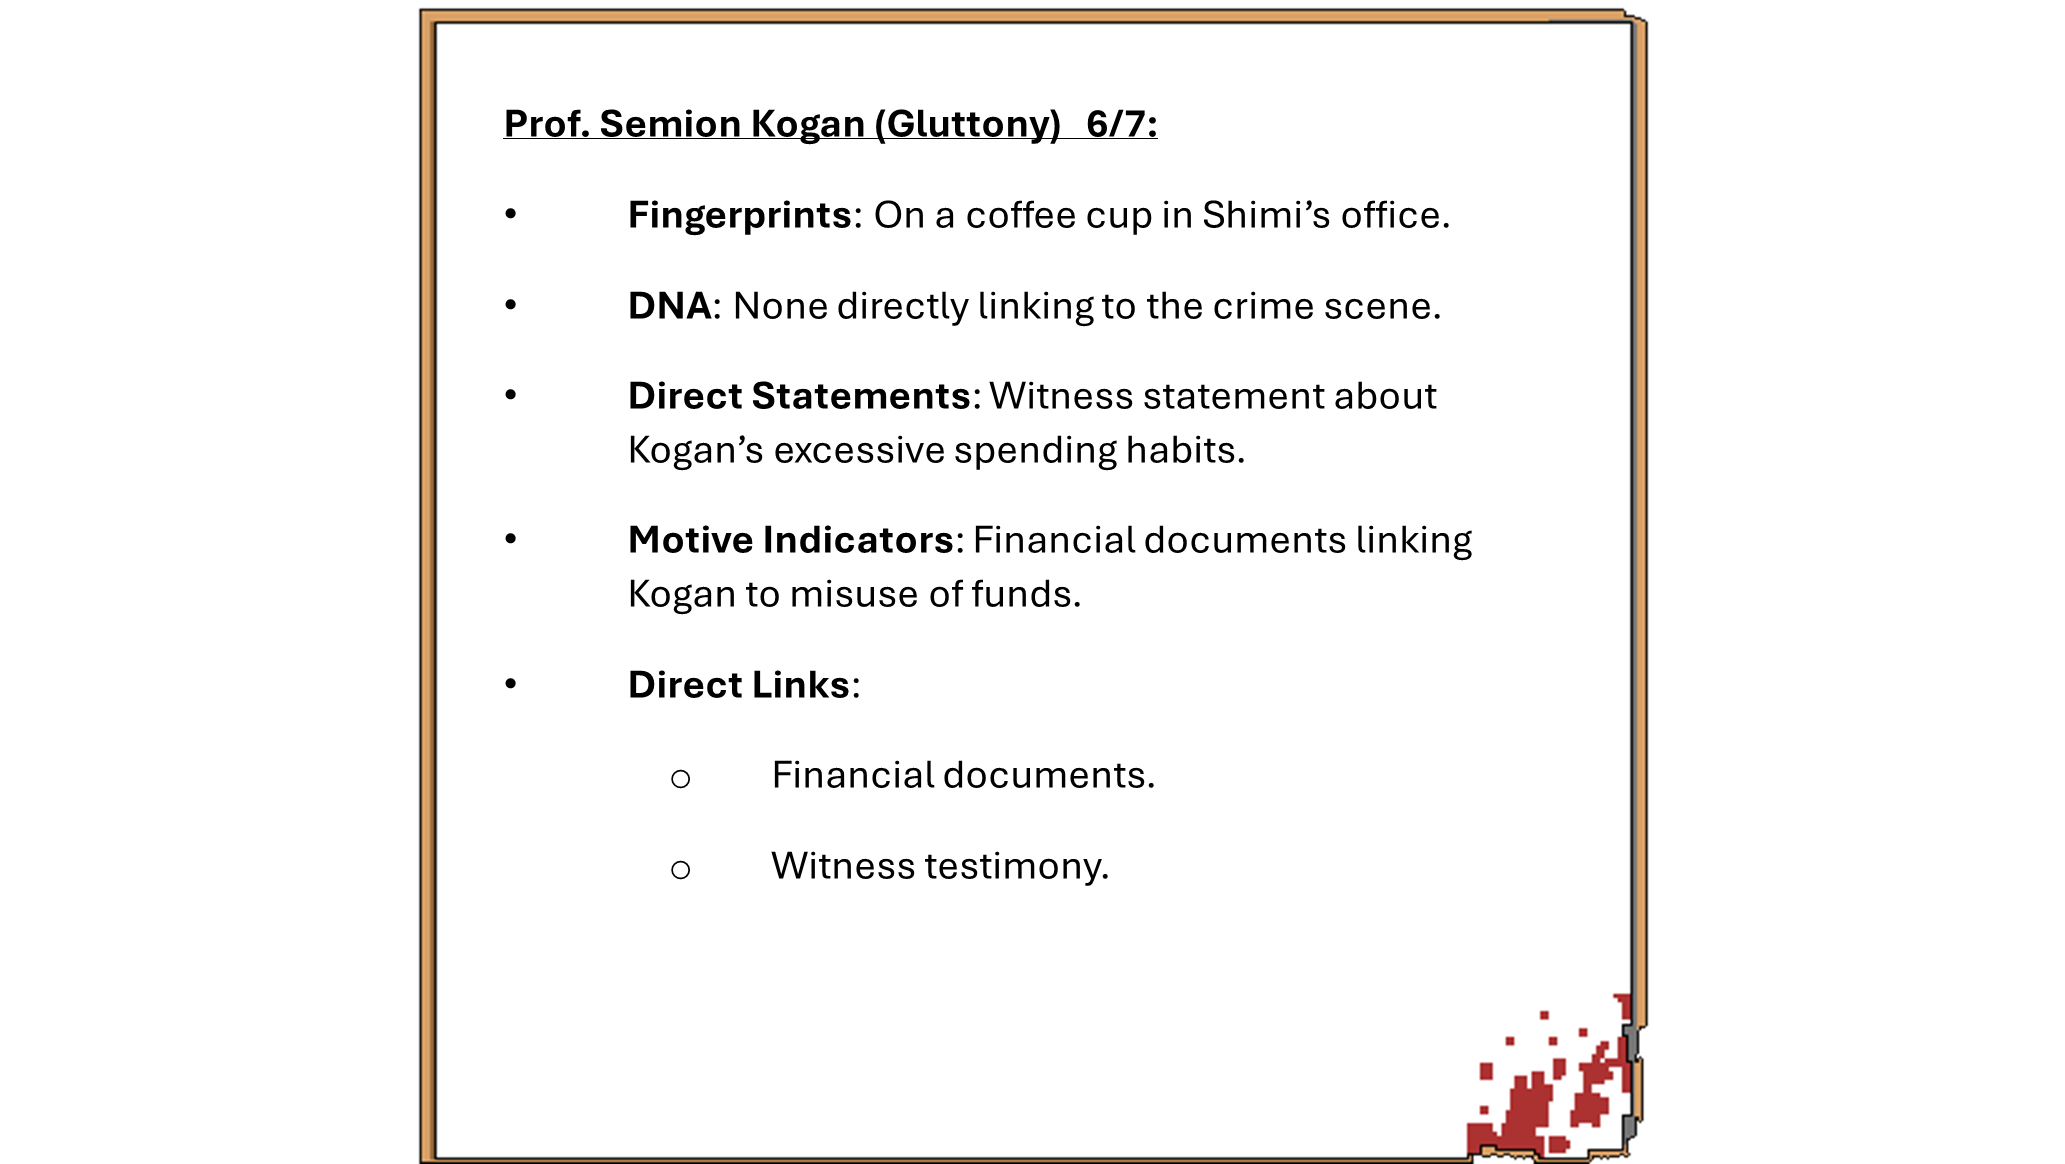 Prof. Semion Kogan (Gluttony)  6/7:
• Fingerprints: On a coffee cup in Shimi’s office.
• DNA: None directly linking to the crime scene.
• Direct Statements: Witness statement about
Kogan’s excessive spending habits.
• Motive Indicators: Financial documents linking
Kogan to misuse of funds.
• Direct Links:
○ Financial documents.
○ Witness testimony.